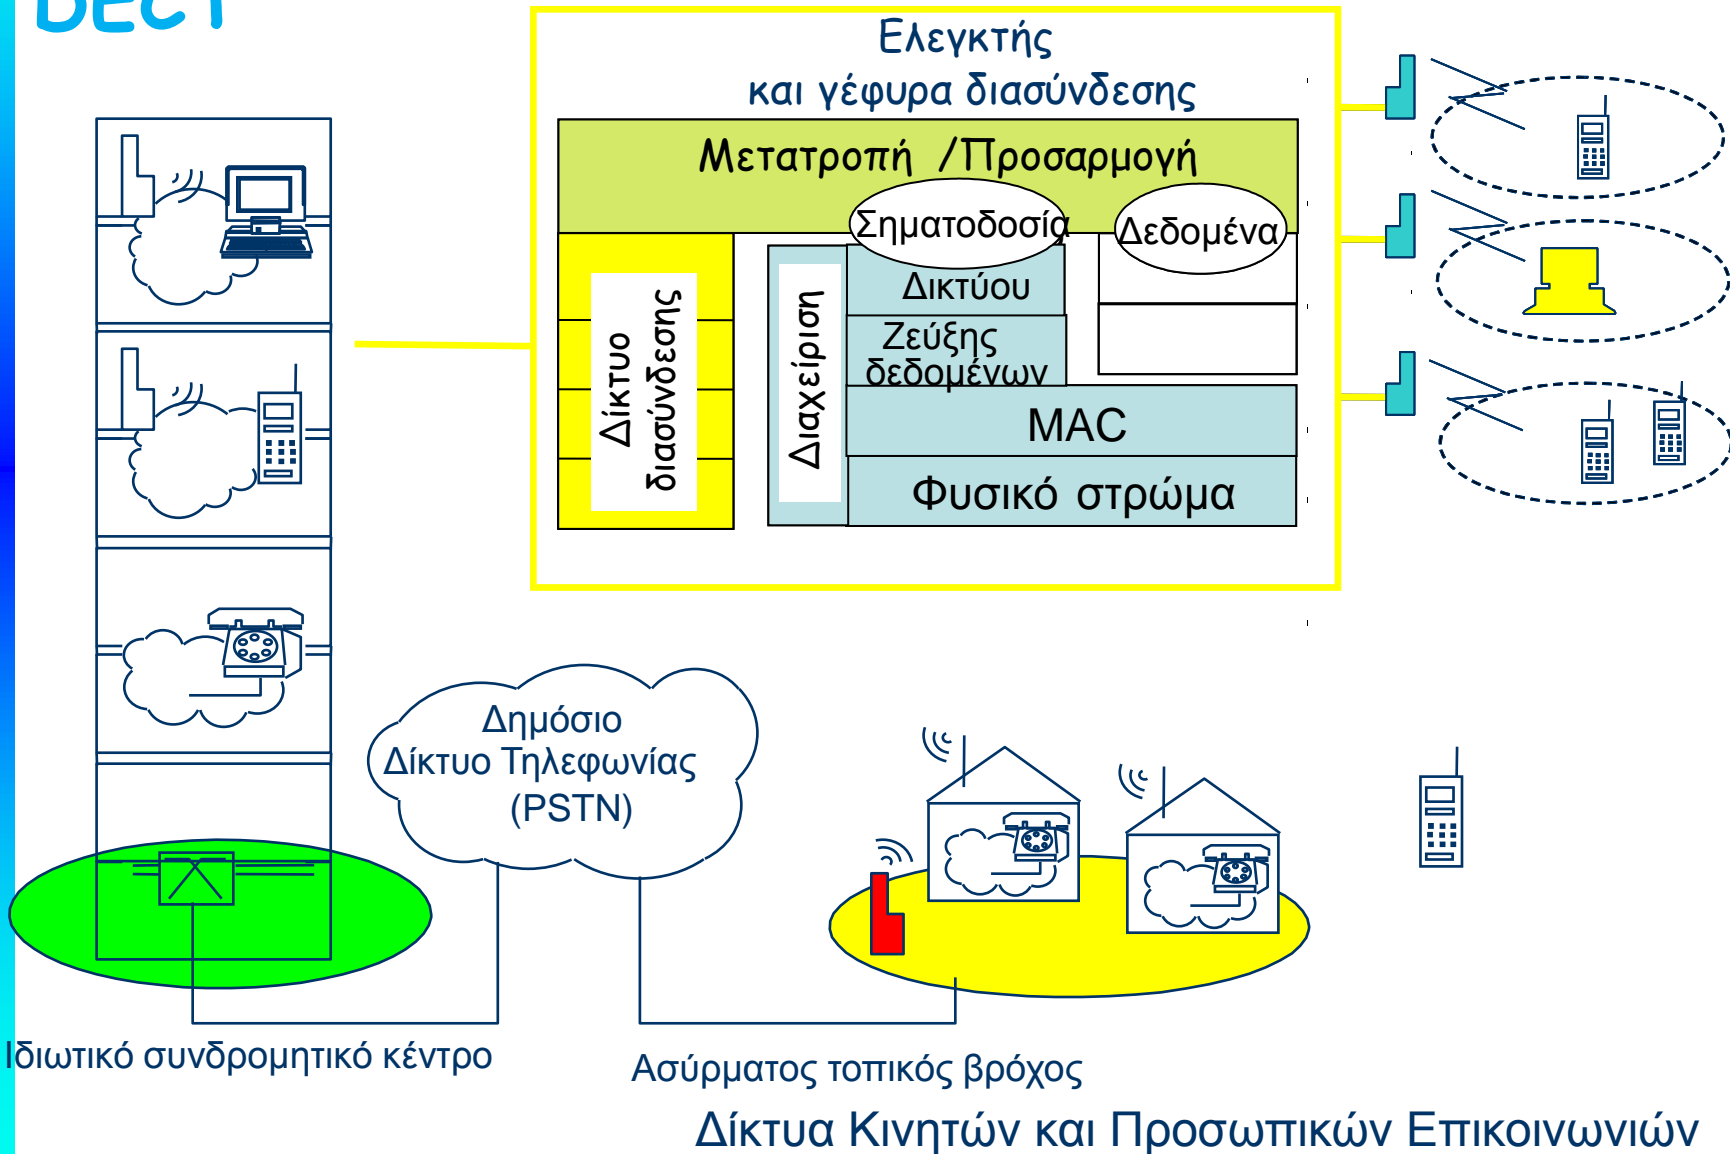 DECT
Ελεγκτής
και γέφυρα διασύνδεσης
Μετατροπή /Προσαρμογή
Σηματοδοσία
Δεδομένα
Δίκτυο
διασύνδεσης
Διαχείριση
Δικτύου
Ζεύξης
δεδομένων
MAC
Φυσικό στρώμα
Δημόσιο
Δίκτυο Τηλεφωνίας
(PSTN)
Ιδιωτικό συνδρομητικό κέντρο
Ασύρματος τοπικός βρόχος
Δίκτυα Κινητών και Προσωπικών Επικοινωνιών